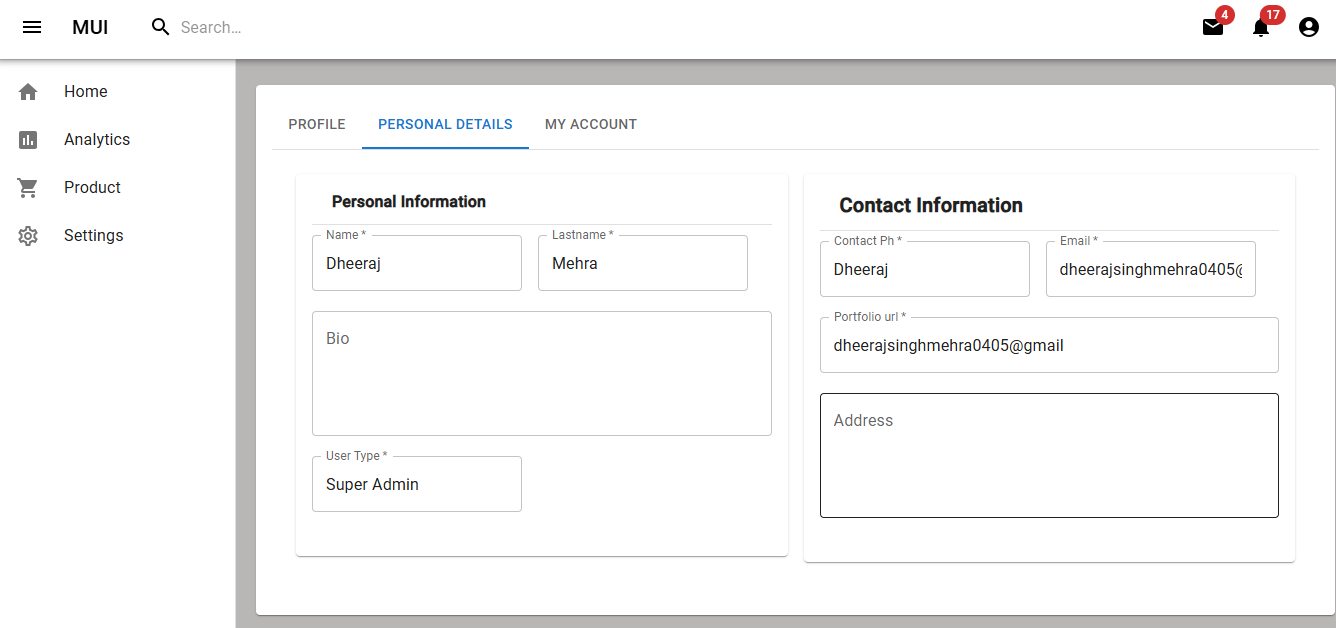 MUI
Search…
4
17
Home
Analytics
Product
Settings
PROFILE
PERSONAL DETAILS
MY ACCOUNT
Personal Information
Name *
Dheeraj
Lastname *
Mehra
Bio
User Type *
Super Admin
Contact Information
Contact Ph *
Dheeraj
Email *
dheerajsinghmehra0405@
Portfolio url *
dheerajsinghmehra0405@gmail
Address